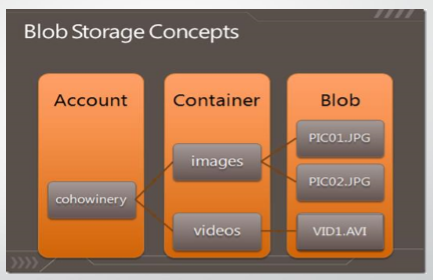 Blob Storage Concepts
Account
Container
Blob
cohowinery
images
videos
PIC01.JPG
PIC02.JPG
VID1.AVI